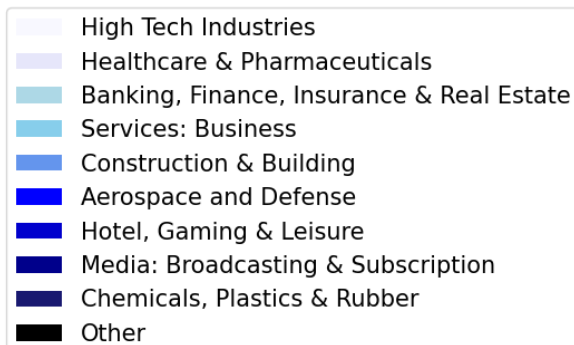 High Tech Industries
Healthcare & Pharmaceuticals
Banking, Finance, Insurance & Real Estate
Services: Business
Construction & Building
Aerospace and Defense
Hotel, Gaming & Leisure
Media: Broadcasting & Subscription
Chemicals, Plastics & Rubber
Other